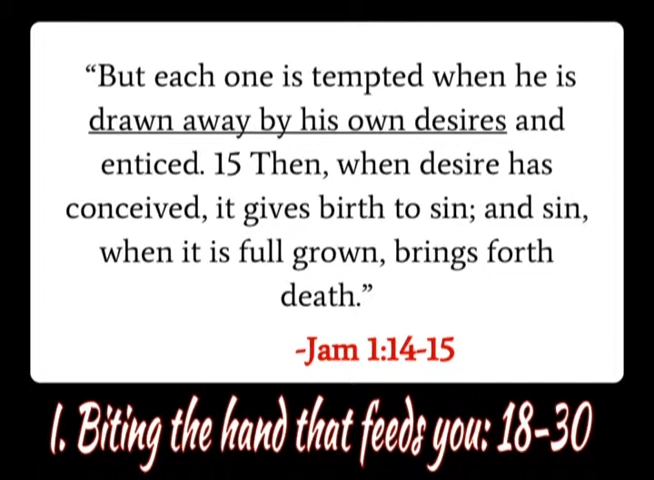 “But each one is tempted when he is
drawn away by his own desires and
enticed. 15 Then, when desire has
conceived, it gives birth to sin; and sin,
when it is full grown, brings forth
death.”
-Jam 1:14-15
I. Biting the hand that feeds you: 18-30